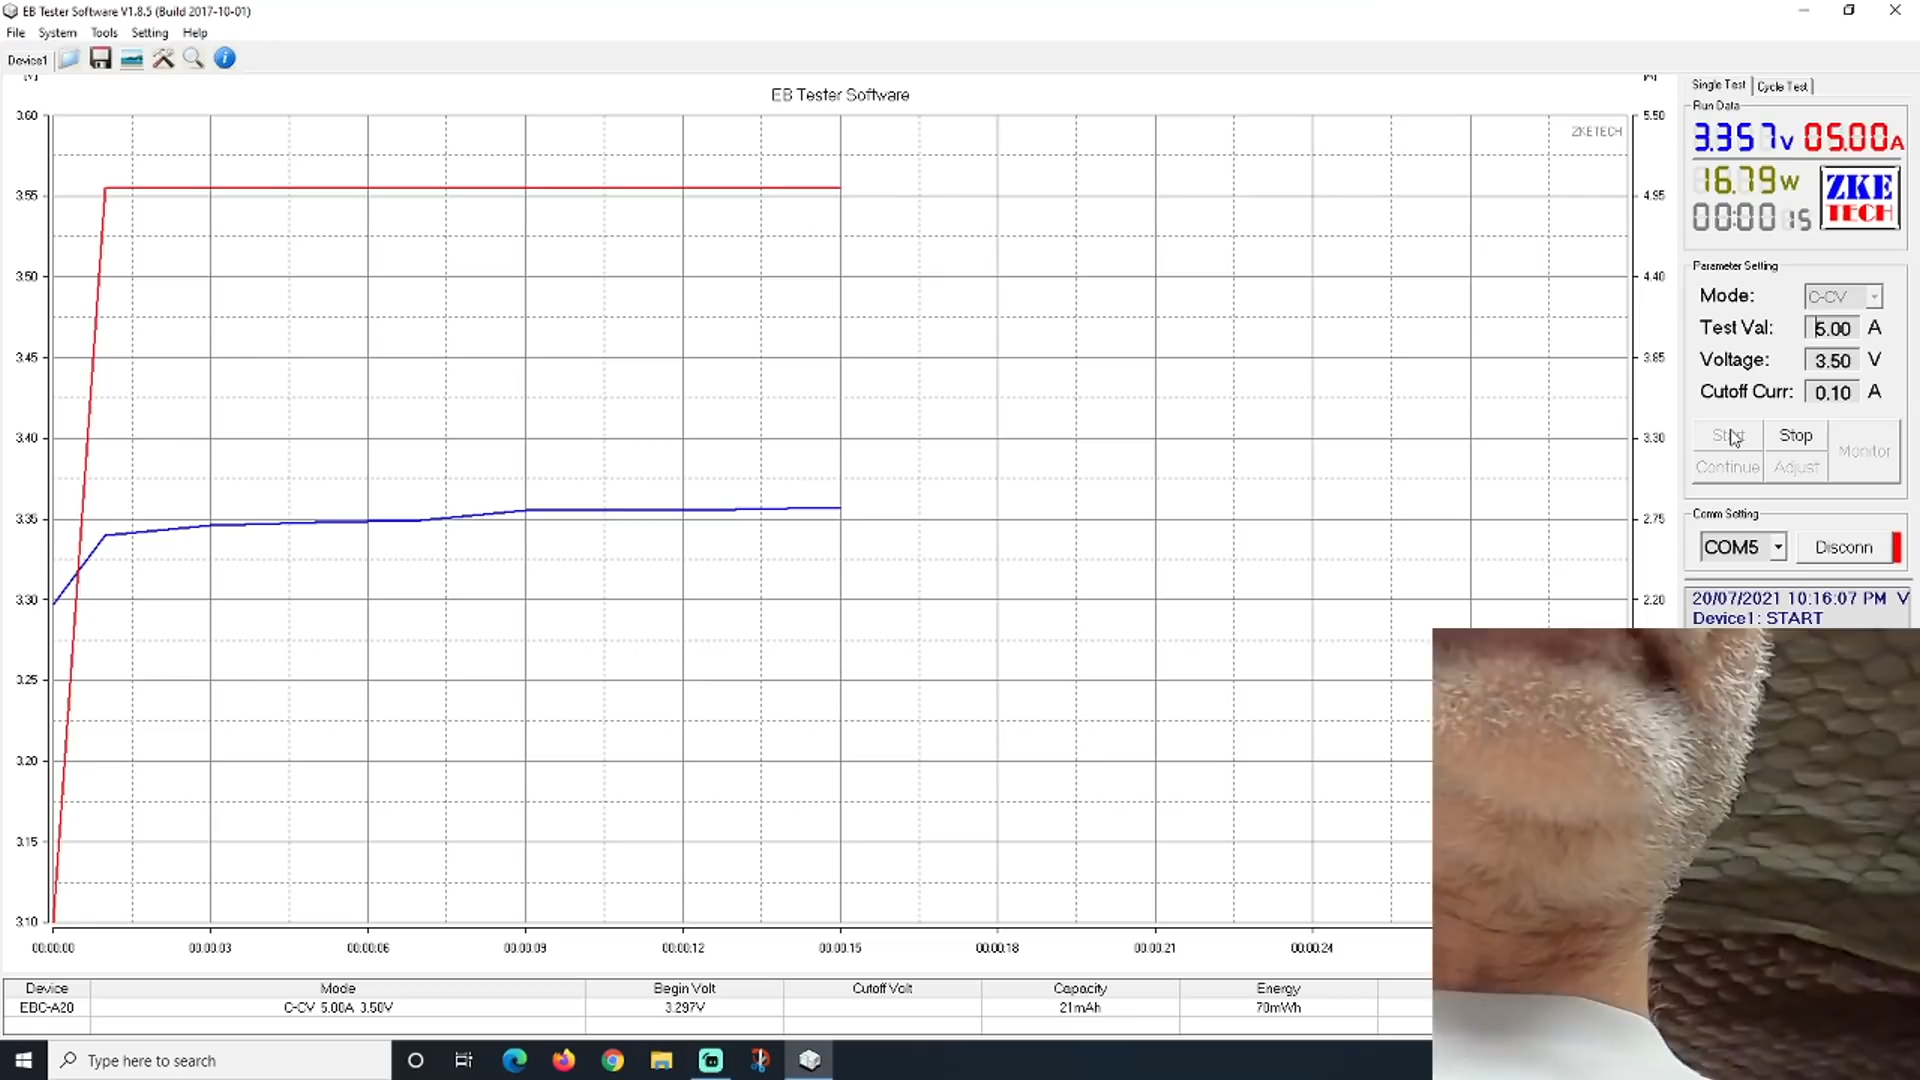 EB Tester Software V1.8.5 (Build 2017-10-01)
File System Tools Setting Help
Device1
[V]
[A]
EB Tester Software
ZKETECH
3.60
3.55
3.50
3.45
3.40
3.35
3.30
3.25
3.20
3.15
3.10
5.50
4.95
4.40
3.85
3.30
2.75
2.20
00:00:00 00:00:03 00:00:06 00:00:09 00:00:12 00:00:15 00:00:18 00:00:21 00:00:24
Single Test Cycle Test
Run Data
3.357V 05.00A
16.79W
00:00 15
ZKE
TECH
Parameter Setting
Mode: C-CV
Test Val: 5.00 A
Voltage: 3.50 V
Cutoff Curr: 0.10 A
Start Stop Monitor
Continue Adjust
Comm Setting
COM5 Disconn
20/07/2021 10:16:07 PM V
Device1: START
Device Mode Begin Volt Cutoff Volt Capacity Energy
EBC-A20 C-CV 5.00A 3.50V 3.297V 21mAh 70mWh
Type here to search